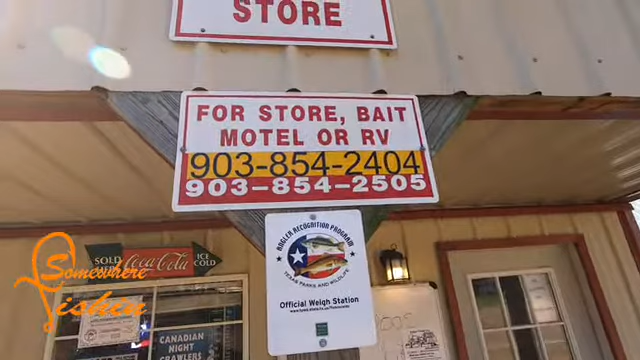 STORE
FOR STORE, BAIT
MOTEL OR RV
903-854-2404
903-854-2505
ANGLER RECOGNITION PROGRAM
TEXAS PARKS AND WILDLIFE
Official Weigh Station
SOLD
Coca-Cola
ICE
COLD
CANADIAN
NIGHT
CRAWLERS
Somewhere
Fishin